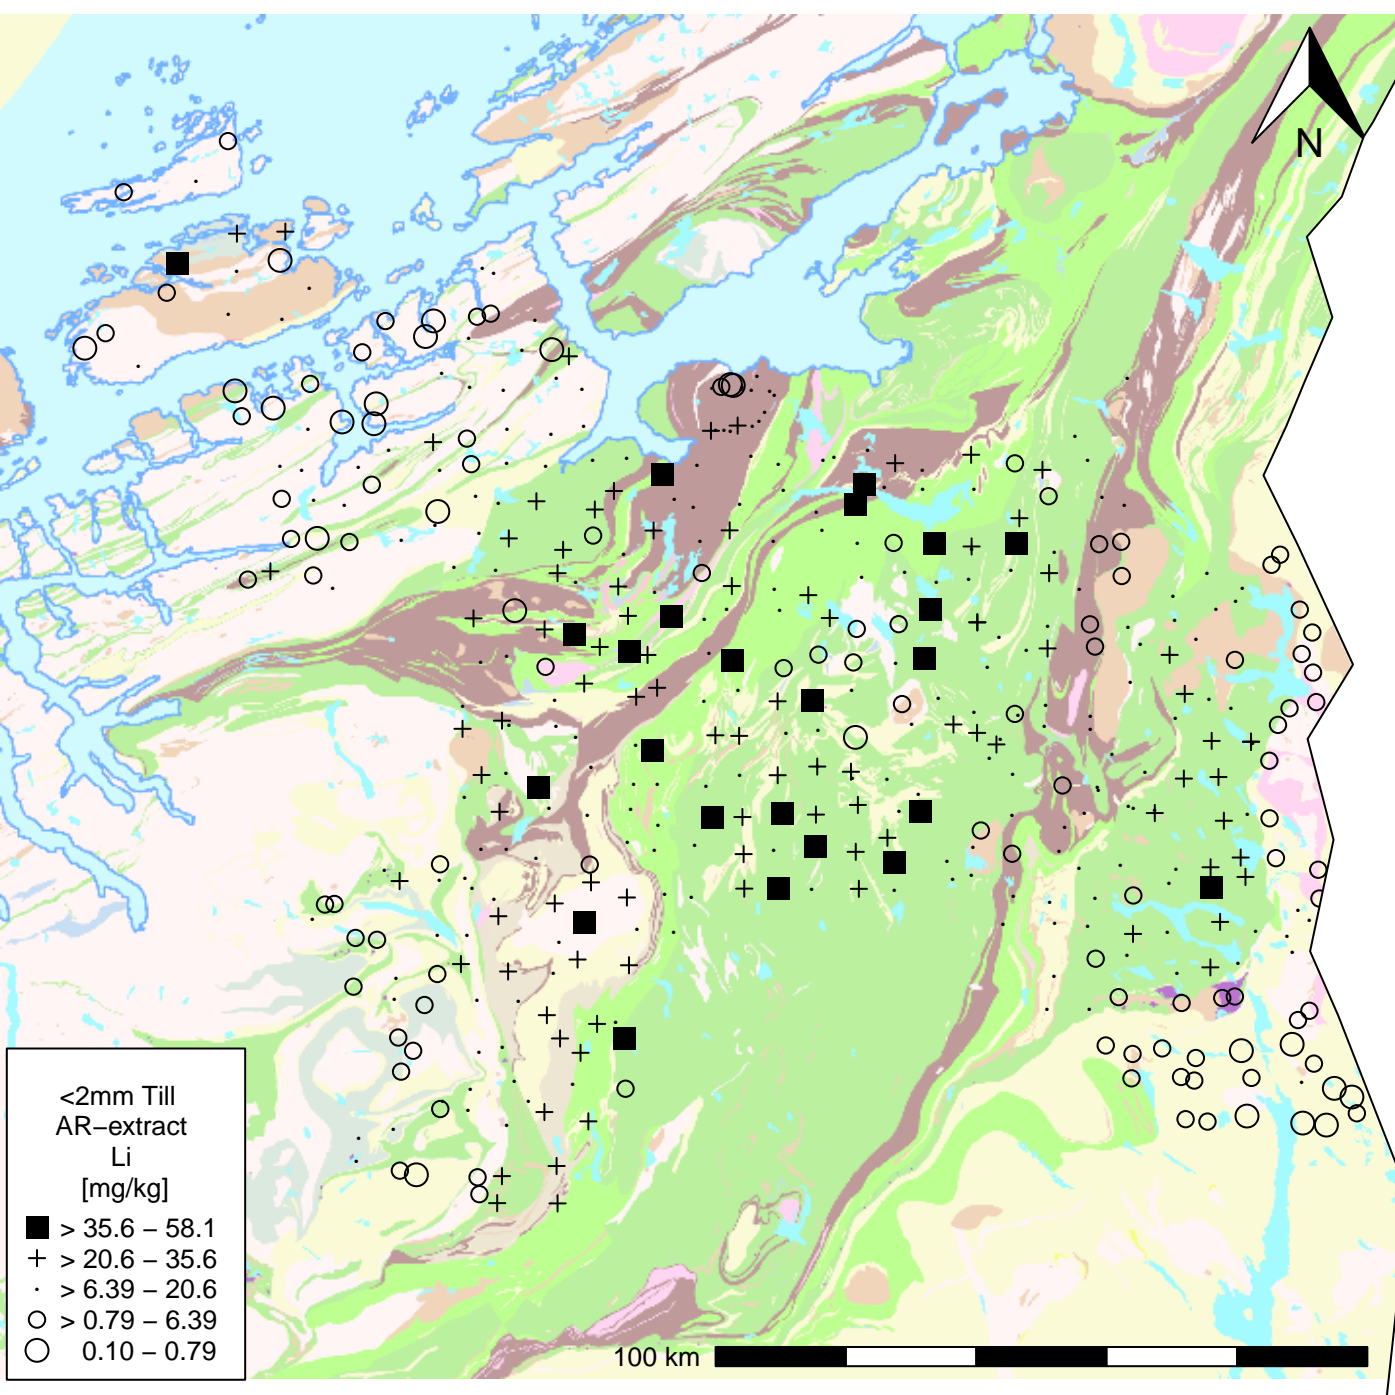 N
<2mm Till
AR−extract
Li
[mg/kg]
> 35.6 − 58.1
> 20.6 − 35.6
> 6.39 − 20.6
> 0.79 − 6.39
0.10 − 0.79
100 km